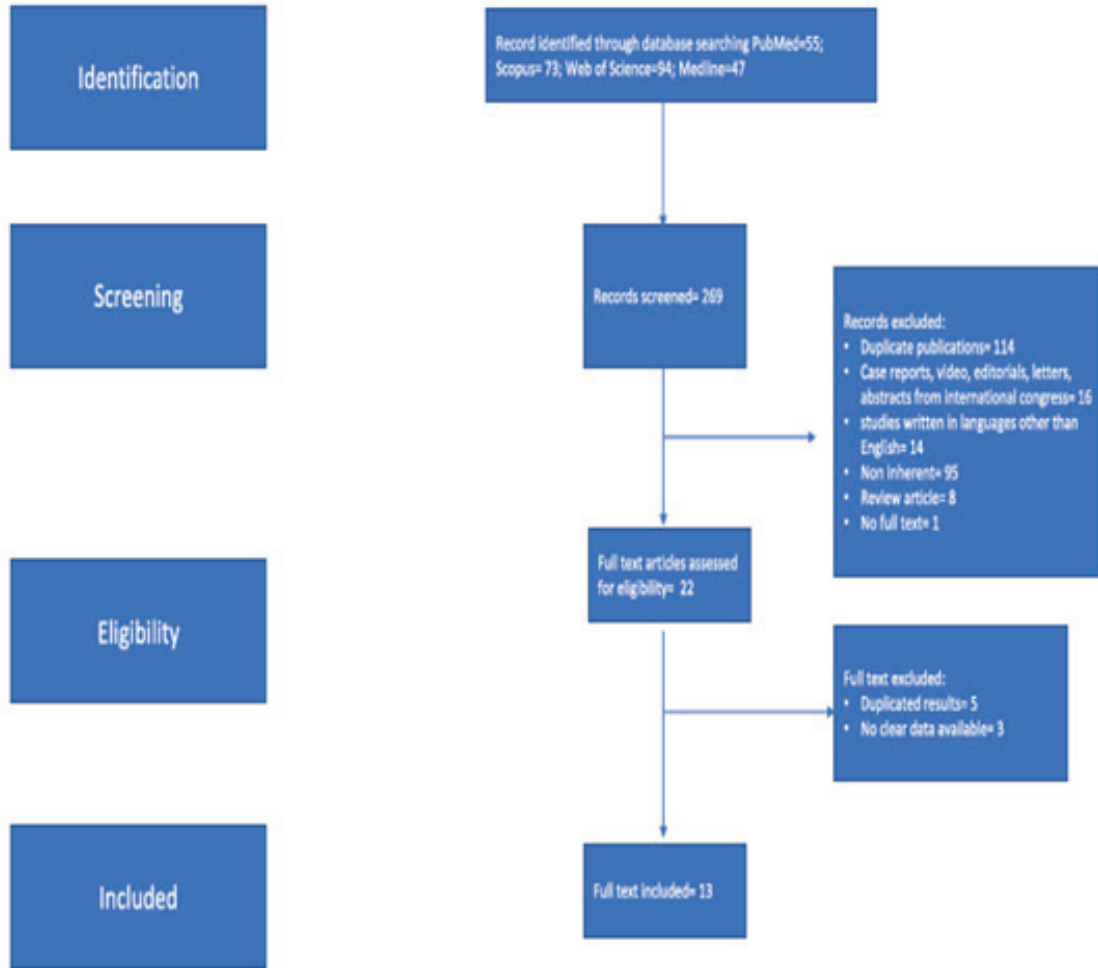 Identification
Record identified through database searching PubMed=55;
Scopus= 73; Web of Science=94; Medline=47
Screening
Records screened= 269
Records excluded:
• Duplicate publications= 114
• Case reports, video, editorials, letters,
abstracts from international congress= 16
• studies written in languages other than
English= 14
• Non inherent= 95
• Review article= 8
• No full text= 1
Eligibility
Full text articles assessed
for eligibility= 22
Full text excluded:
• Duplicated results= 5
• No clear data available= 3
Included
Full text included= 13